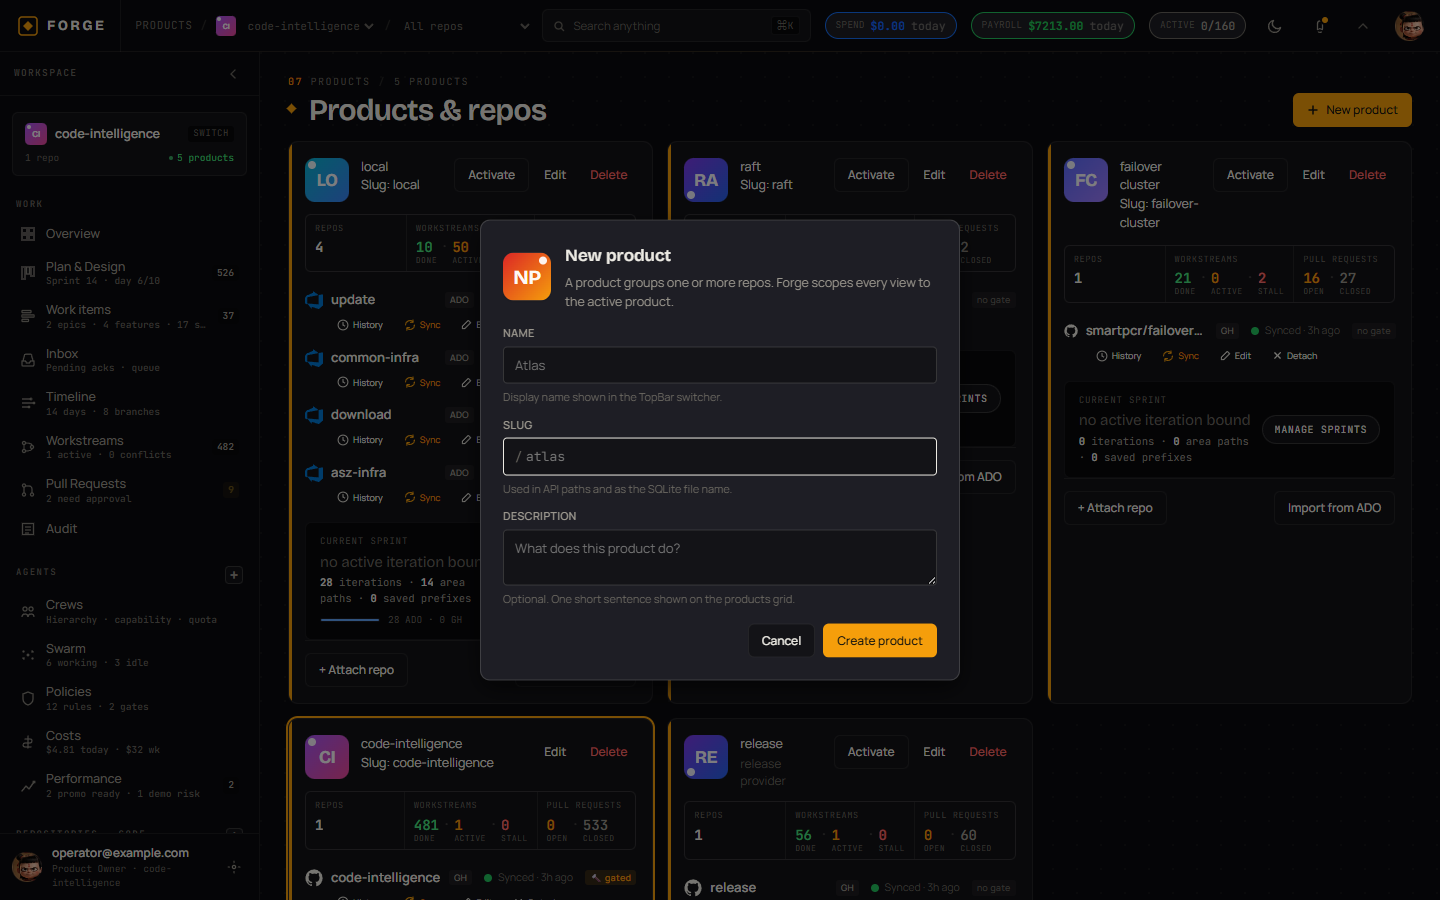 FORGE
PRODUCTS / CI code-intelligence / All repos
Search anything ⌘K
SPEND $0.00 today
PAYROLL $7213.00 today
ACTIVE 0/160
WORKSPACE
CI code-intelligence SWITCH
1 repo 5 products
WORK
Overview
Plan & Design 526
Sprint 14 · day 6/10
Work items 37
2 epics · 4 features · 17 s…
Inbox
Pending acks · queue
Timeline
14 days · 8 branches
Workstreams 482
1 active · 0 conflicts
Pull Requests 9
2 need approval
Audit
AGENTS +
Crews
Hierarchy · capability · quota
Swarm
6 working · 3 idle
Policies
12 rules · 2 gates
Costs
$4.81 today · $32 wk
Performance 2
2 promo ready · 1 demo risk
operator@example.com
Product Owner · code-
intelligence
07 PRODUCTS / 5 PRODUCTS
Products & repos
+ New product
LO local
Slug: local
Activate Edit Delete
REPOS WORKSTREAMS
4 10 · 50
DONE
update ADO
History Sync
common-infra ADO
History Sync
download ADO
History Sync
asz-infra ADO
History Sync
CURRENT SPRINT
no active iteration
28 iterations · 14 area
paths · 0 saved prefixes
28 ADO · 0 GH
+ Attach repo
RA raft
Slug: raft
Activate Edit Delete
2
CLOSED
no gate
FC failover
cluster
Slug: failover-
cluster
Activate Edit Delete
REPOS WORKSTREAMS PULL REQUESTS
1 21 · 0 · 2 16 · 27
DONE ACTIVE STALL OPEN CLOSED
smartpcr/failover… GH Synced · 3h ago no gate
History Sync Edit Detach
CURRENT SPRINT
no active iteration bound
0 iterations · 0 area paths
· 0 saved prefixes
MANAGE SPRINTS
+ Attach repo Import from ADO
NP New product
A product groups one or more repos. Forge scopes every view to
the active product.
NAME
Atlas
Display name shown in the TopBar switcher.
SLUG
/ atlas
Used in API paths and as the SQLite file name.
DESCRIPTION
What does this product do?
Optional. One short sentence shown on the products grid.
Cancel Create product
CI code-intelligence
Slug: code-intelligence
Edit Delete
REPOS WORKSTREAMS PULL REQUESTS
1 481 · 1 · 0 0 · 533
DONE ACTIVE STALL OPEN CLOSED
code-intelligence GH Synced · 3h ago gated
RE release
release
provider
Activate Edit Delete
REPOS WORKSTREAMS PULL REQUESTS
1 56 · 1 · 0 0 · 60
DONE ACTIVE STALL OPEN CLOSED
release GH Synced · 3h ago no gate